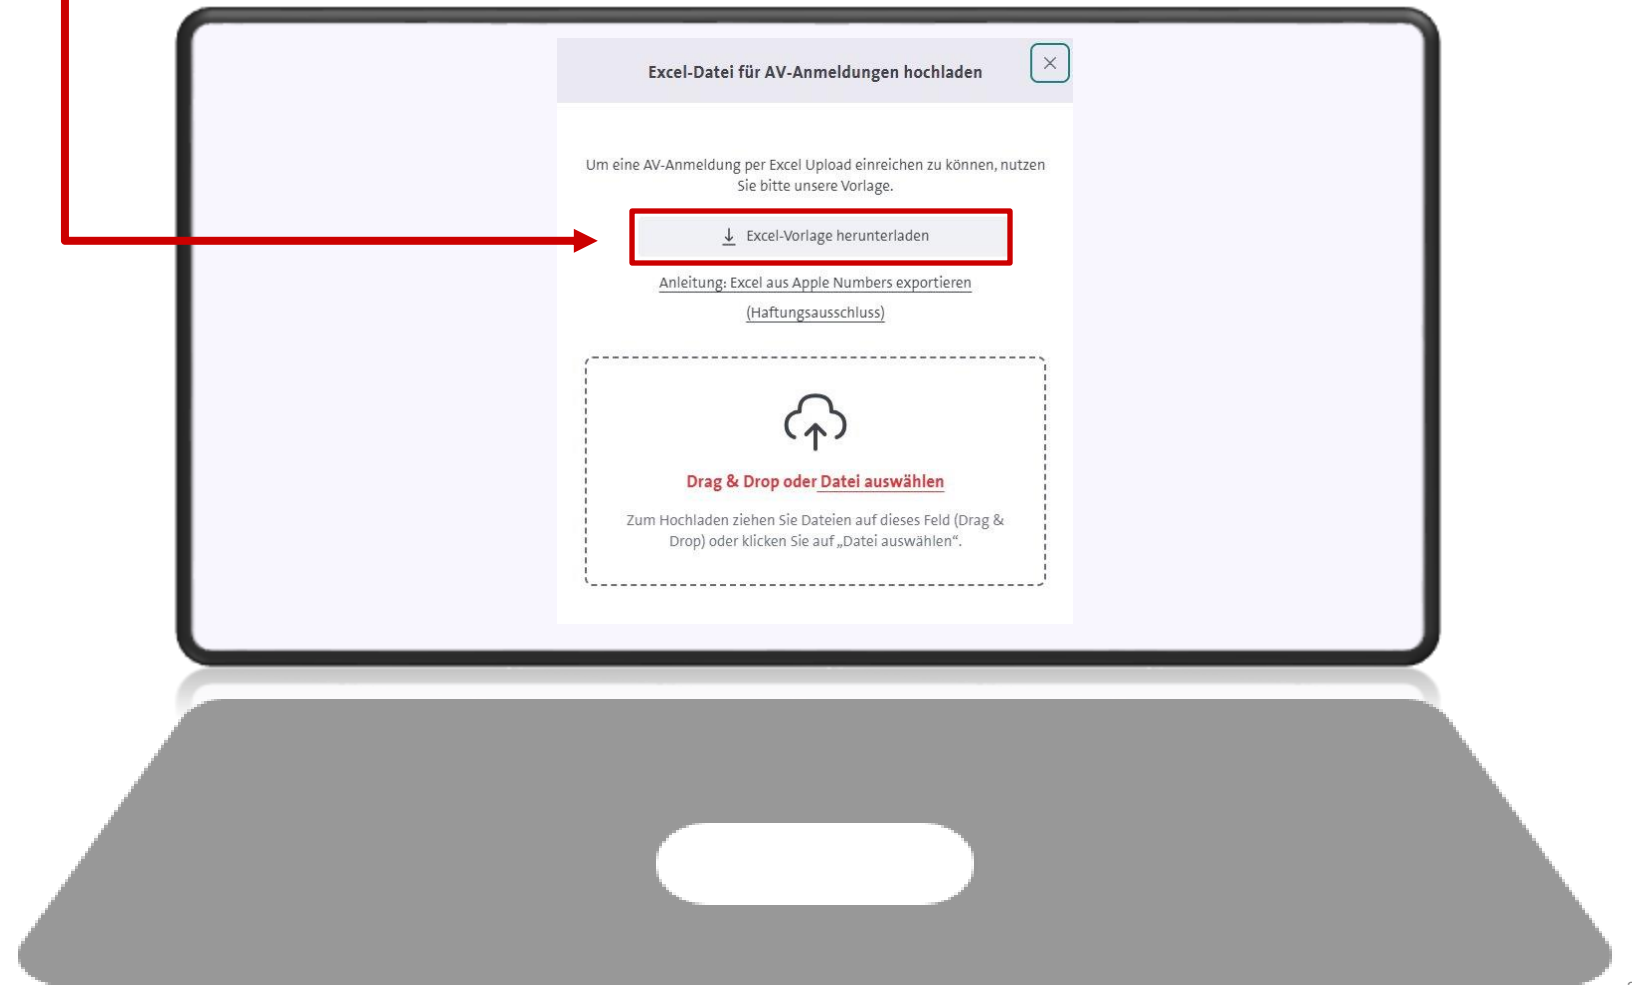 Excel-Datei für AV-Anmeldungen hochladen
Um eine AV-Anmeldung per Excel Upload einreichen zu können, nutzen
Sie bitte unsere Vorlage.
Excel-Vorlage herunterladen
Anleitung: Excel aus Apple Numbers exportieren
(Haftungsausschluss)
Drag & Drop oder Datei auswählen
Zum Hochladen ziehen Sie Dateien auf dieses Feld (Drag &
Drop) oder klicken Sie auf „Datei auswählen“.